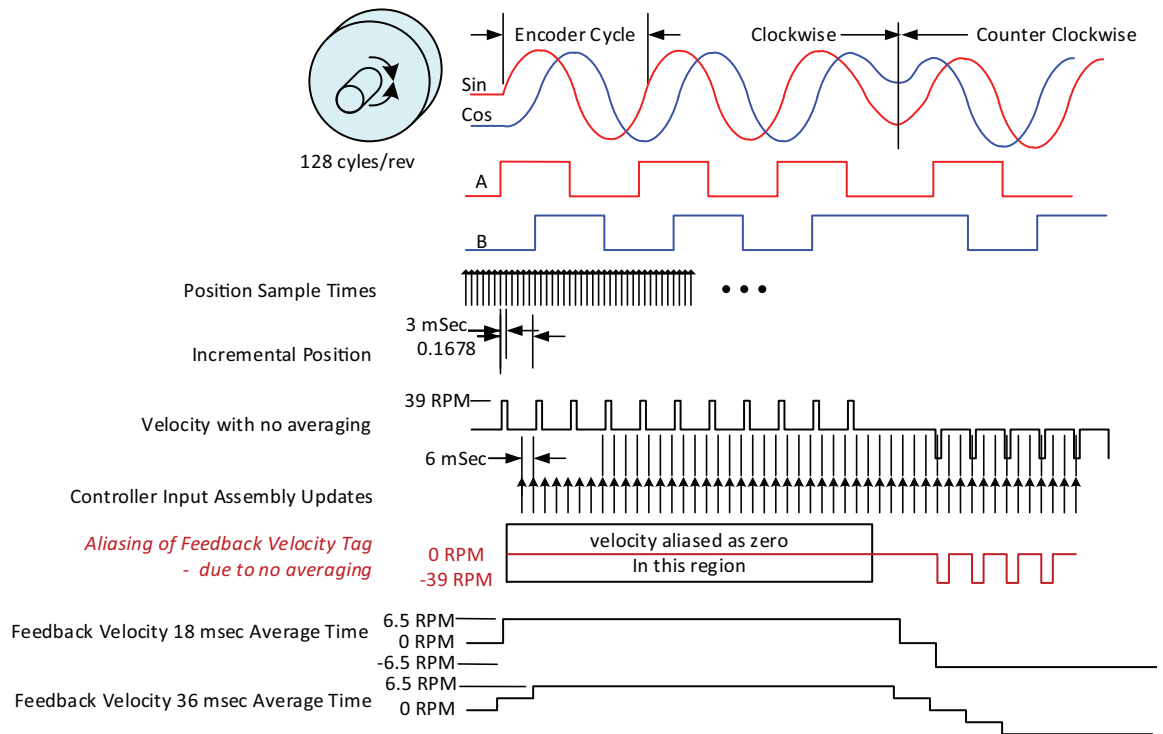 Encoder Cycle
Clockwise
Counter Clockwise
Sin
Cos
128 cyles/rev
A
B
Position Sample Times
3 mSec
0.1678
Incremental Position
39 RPM
Velocity with no averaging
6 mSec
Controller Input Assembly Updates
Aliasing of Feedback Velocity Tag
- due to no averaging
0 RPM
-39 RPM
velocity aliased as zero
In this region
Feedback Velocity 18 msec Average Time
6.5 RPM
0 RPM
-6.5 RPM
Feedback Velocity 36 msec Average Time
6.5 RPM
0 RPM